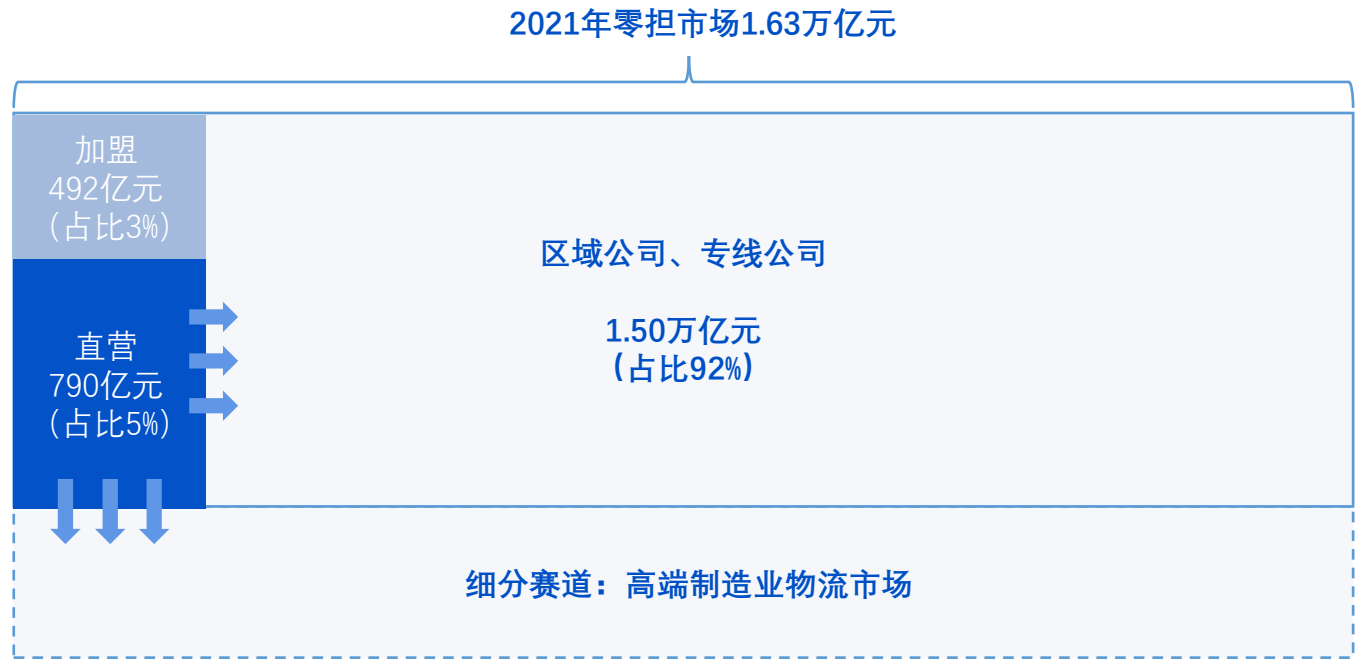 2021年零担市场1.63万亿元
加盟
492亿元
（占比3%）
区域公司、专线公司
1.50万亿元
（占比92%）
直营
790亿元
（占比5%）
细分赛道：高端制造业物流市场